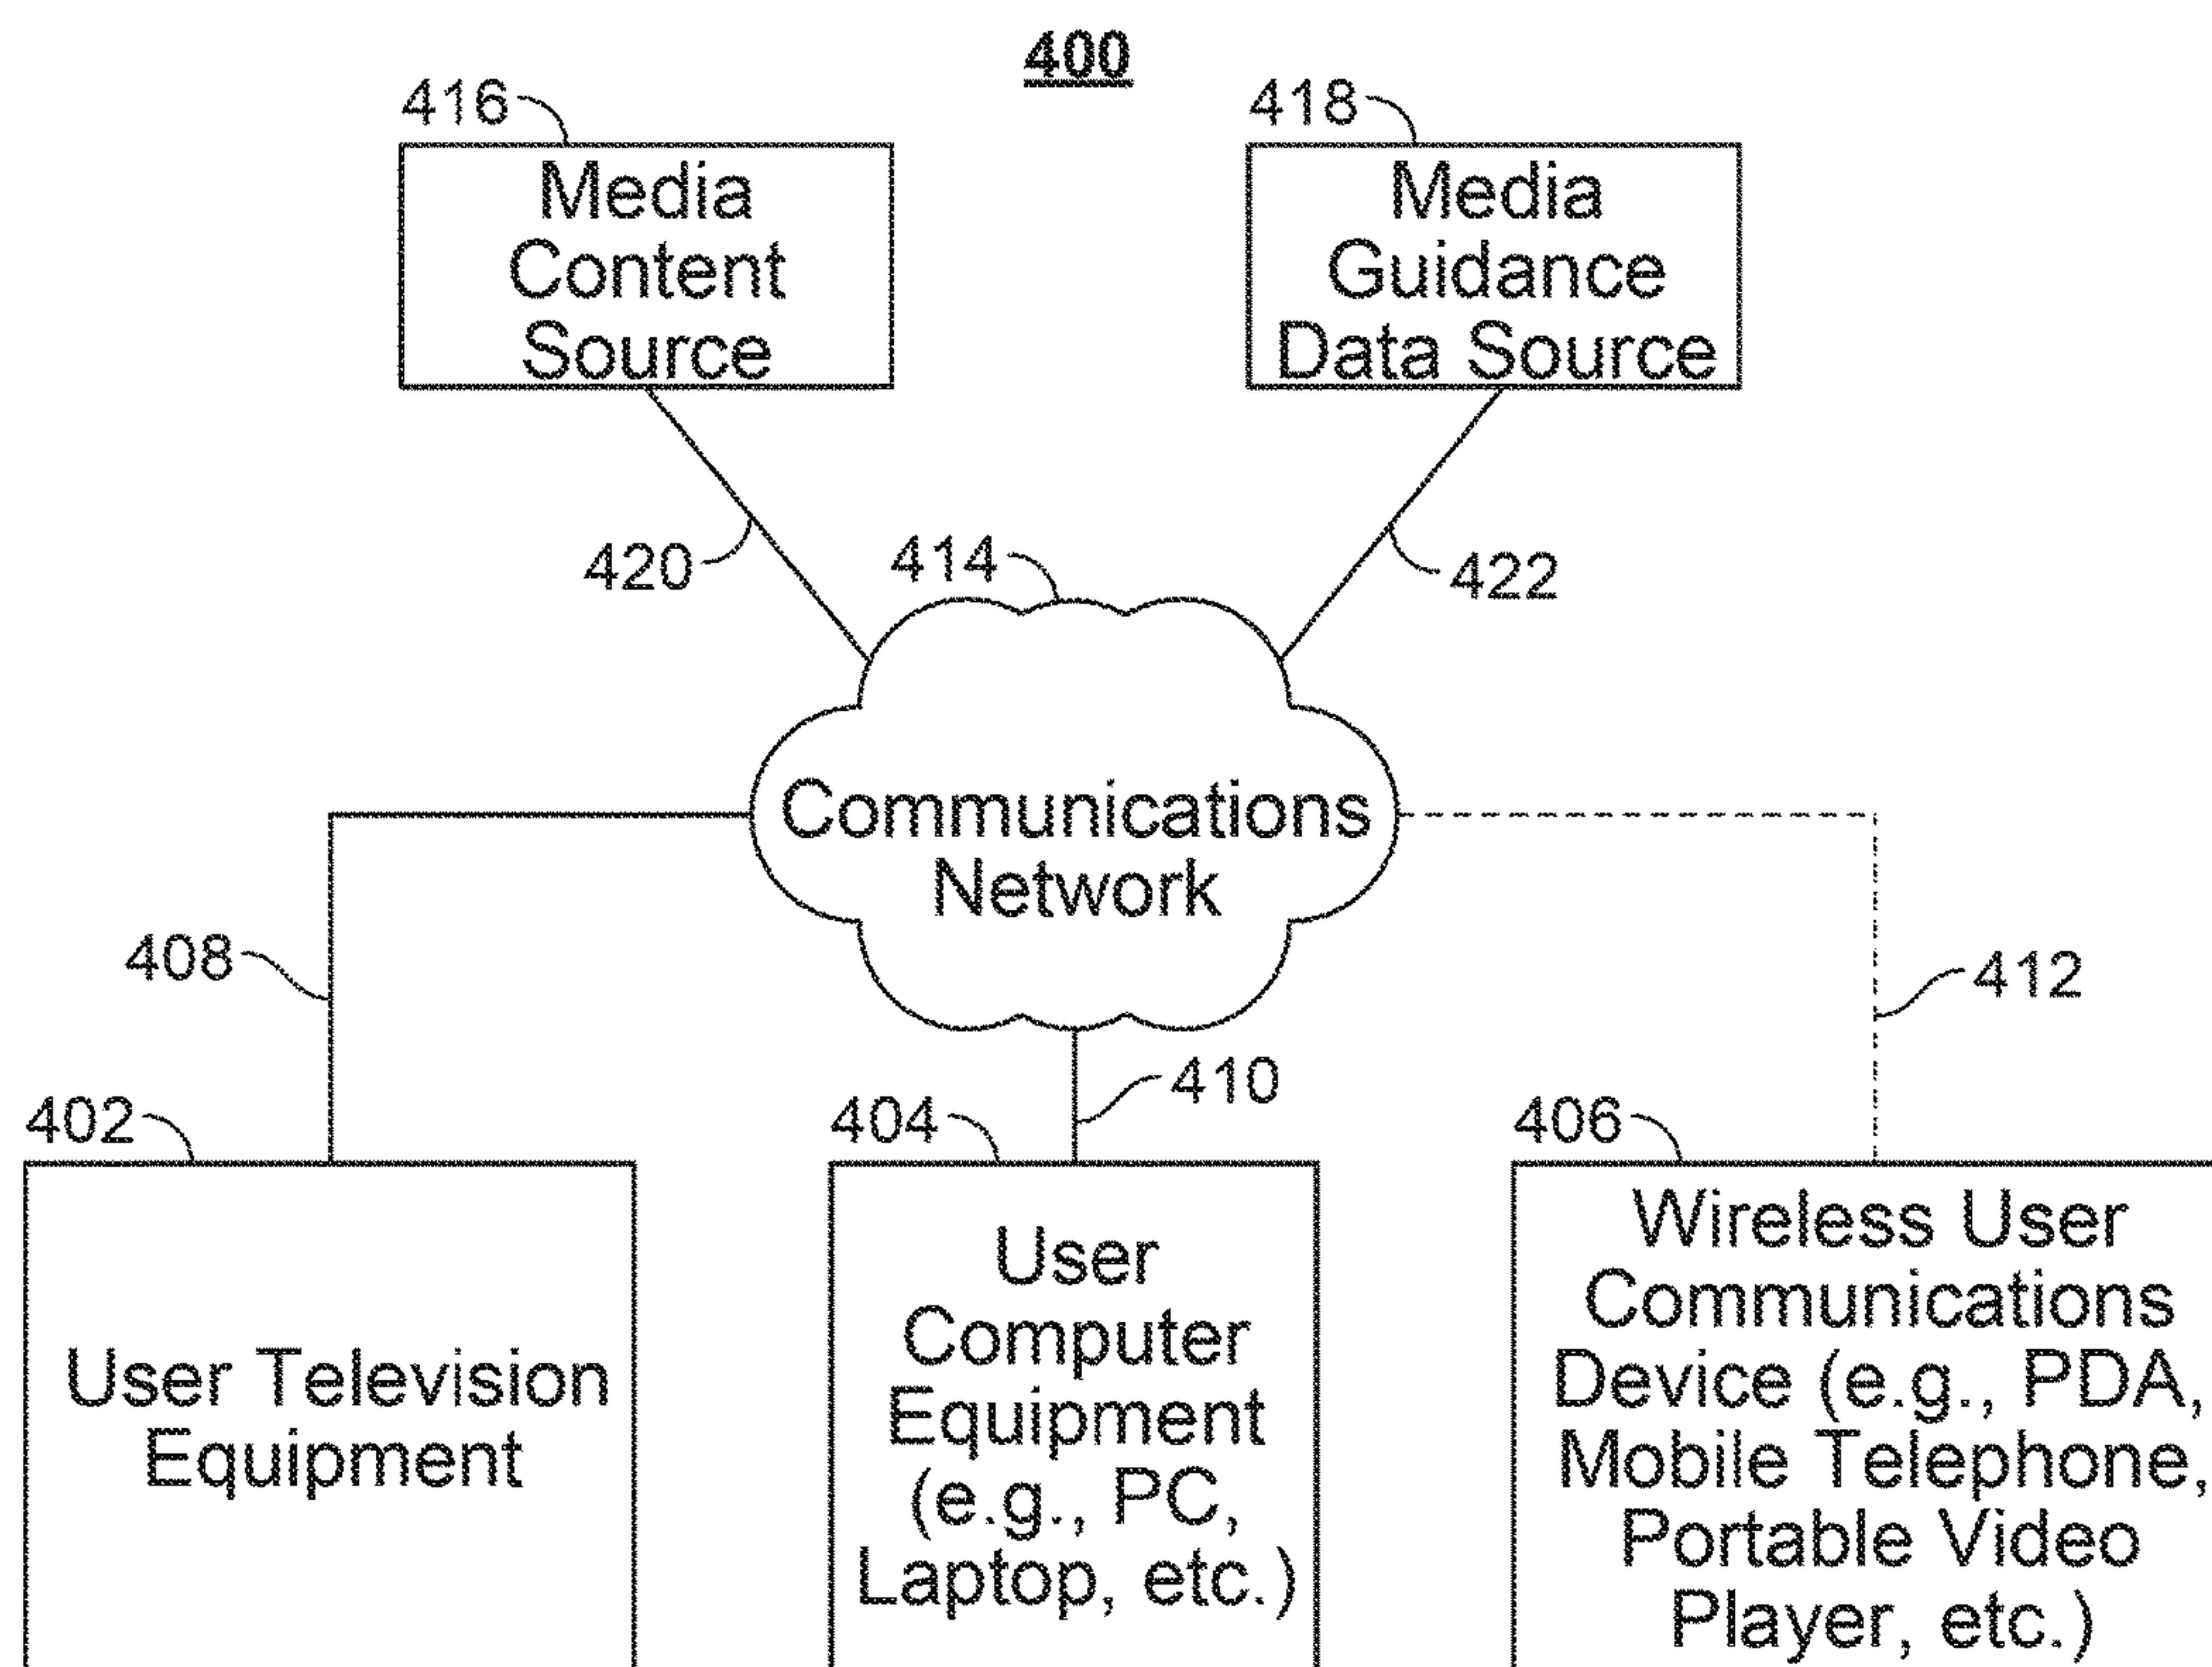 400
416
418
Media
Content
Source
Media
Guidance
Data Source
420
414
422
Communications
Network
408
412
410
402
404
406
User Television
Equipment
User
Computer
Equipment
(e.g., PC,
Laptop, etc.)
Wireless User
Communications
Device (e.g., PDA,
Mobile Telephone,
Portable Video
Player, etc.)